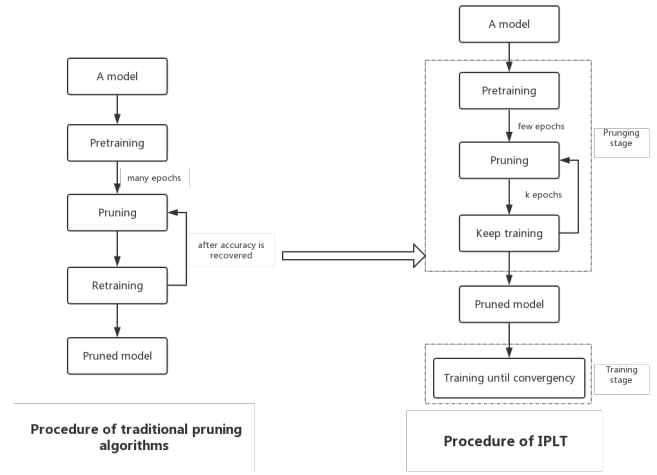 A model
Pretraining
many epochs
Pruning
after accuracy is
recovered
Retraining
Pruned model
Procedure of traditional pruning
algorithms
A model
Pretraining
few epochs
Prunging
stage
Pruning
k epochs
Keep training
Pruned model
Training until convergency
Training
stage
Procedure of IPLT